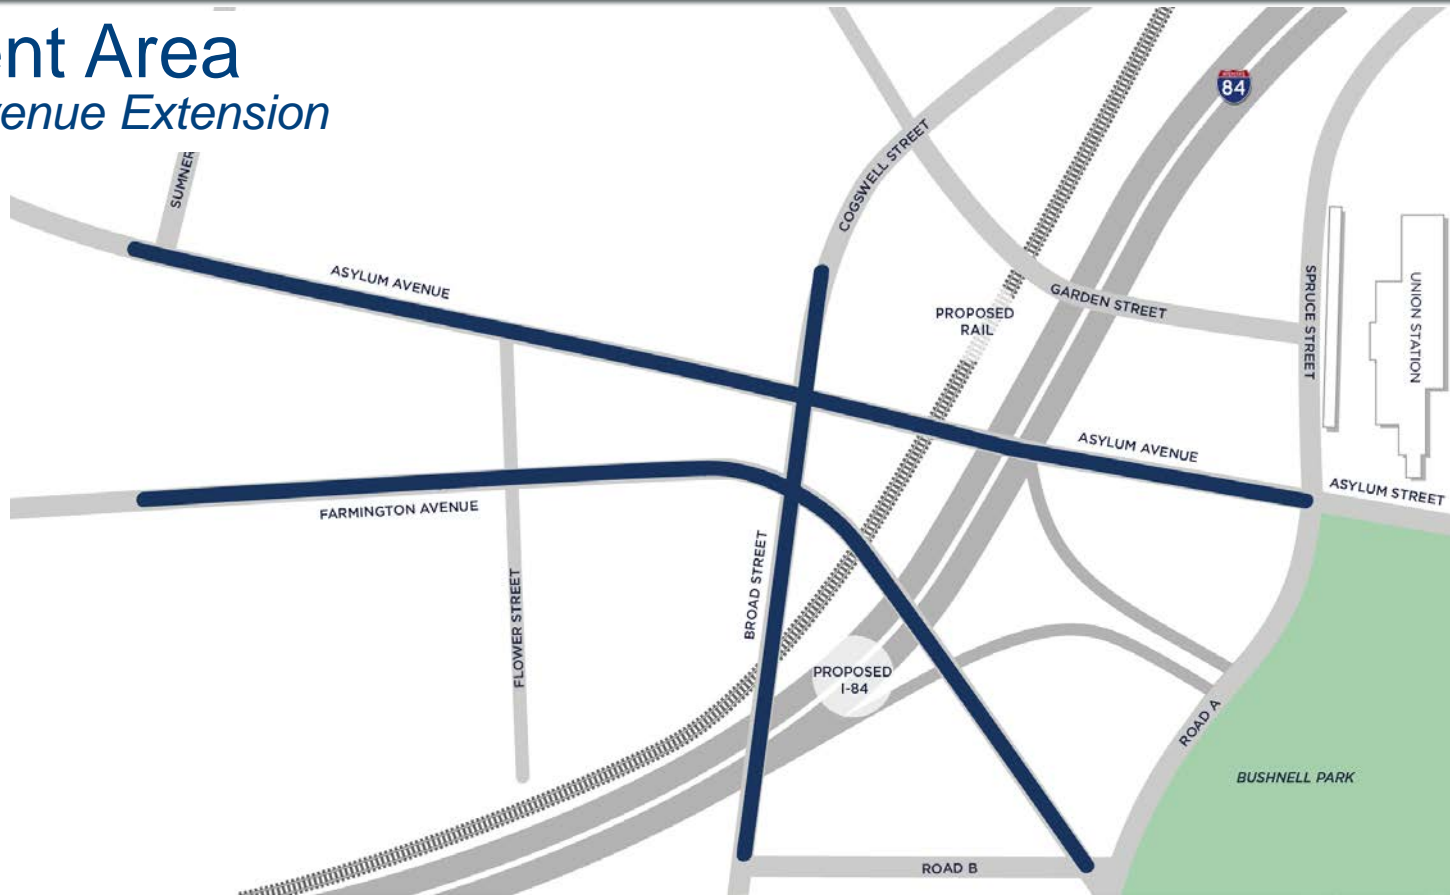 ent Area
venue Extension
SUMNER
COGSWELL STREET
84
ASYLUM AVENUE
GARDEN STREET
PROPOSED
RAIL
SPRUCE STREET
UNION STATION
ASYLUM AVENUE
ASYLUM STREET
FARMINGTON AVENUE
BROAD STREET
FLOWER STREET
PROPOSED
I-84
ROAD A
BUSHNELL PARK
ROAD B